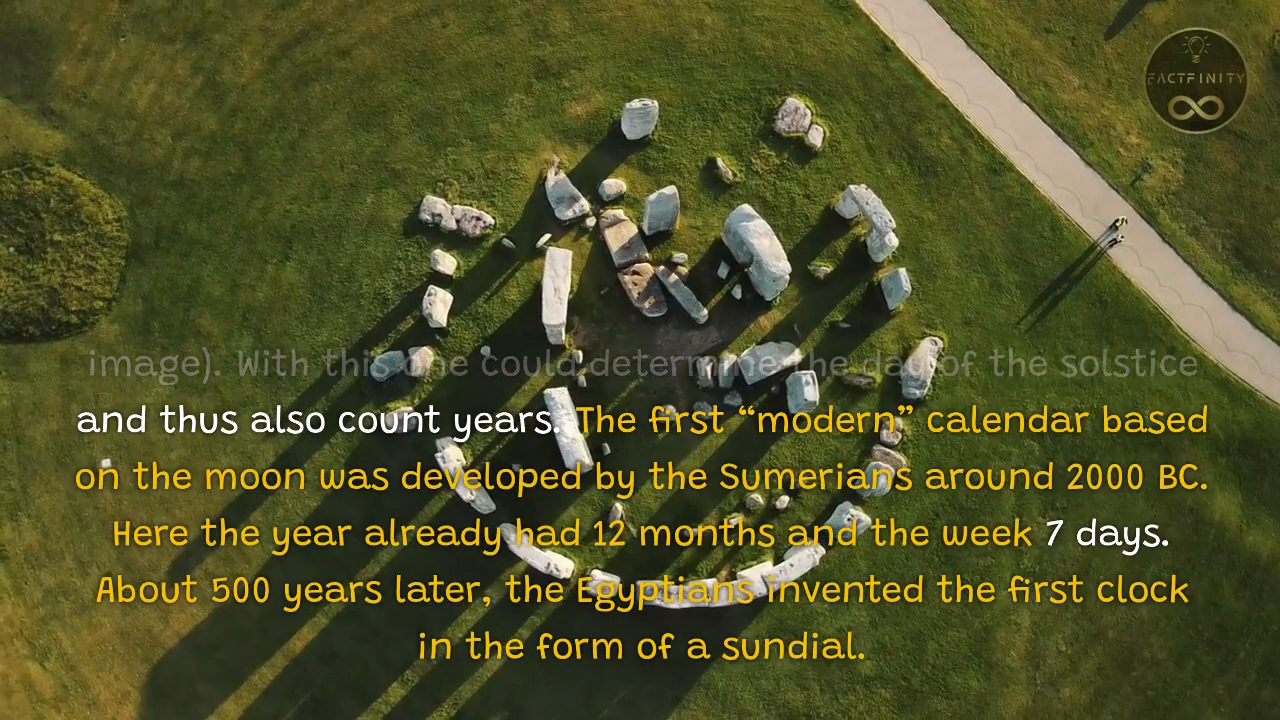 FACTFINITY
image). With this one could determine the day of the solstice
and thus also count years. The first “modern” calendar based
on the moon was developed by the Sumerians around 2000 BC.
Here the year already had 12 months and the week 7 days.
About 500 years later, the Egyptians invented the first clock
in the form of a sundial.